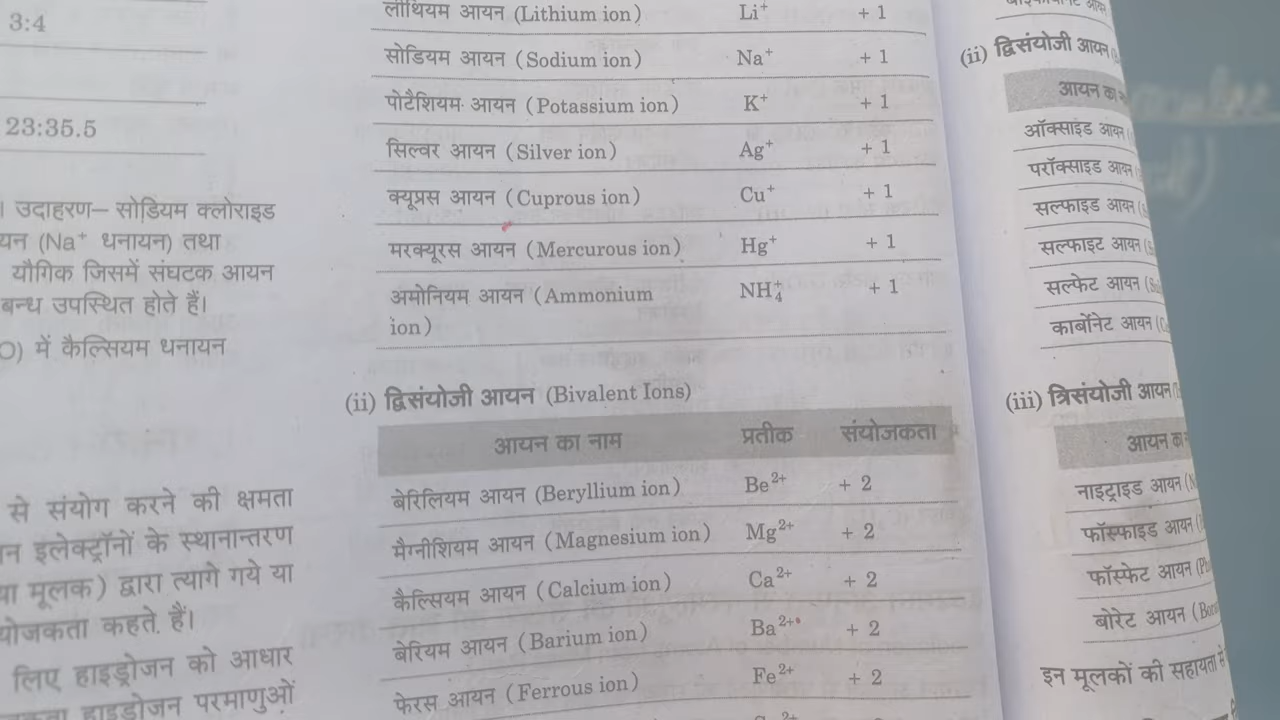 3:4
23:35.5
उदाहरण– सोडियम क्लोराइड
(Na⁺ धनायन) तथा
यौगिक जिसमें संघटक आयन
उपस्थित होते हैं।
में कैल्सियम धनायन
से संयोग करने की क्षमता
इलेक्ट्रॉनों के स्थानान्तरण
मूलक) द्वारा त्यागे गये या
कहते हैं।
लिए हाइड्रोजन को आधार
हाइड्रोजन परमाणुओं
लीथियम आयन (Lithium ion) Li⁺ + 1
सोडियम आयन (Sodium ion) Na⁺ + 1
पोटैशियम आयन (Potassium ion) K⁺ + 1
सिल्वर आयन (Silver ion) Ag⁺ + 1
क्यूप्रस आयन (Cuprous ion) Cu⁺ + 1
मरक्यूरस आयन (Mercurous ion) Hg⁺ + 1
अमोनियम आयन (Ammonium NH₄⁺ + 1
ion)
(ii) द्विसंयोजी आयन (Bivalent Ions)
आयन का नाम प्रतीक संयोजकता
बेरिलियम आयन (Beryllium ion) Be²⁺ + 2
मैग्नीशियम आयन (Magnesium ion) Mg²⁺ + 2
कैल्सियम आयन (Calcium ion) Ca²⁺ + 2
बेरियम आयन (Barium ion) Ba²⁺ + 2
फेरस आयन (Ferrous ion) Fe²⁺ + 2
(ii) द्विसंयोजी आयन
आयन का
ऑक्साइड आयन
परॉक्साइड आयन
सल्फाइड आयन
सल्फाइट आयन
सल्फेट आयन
कार्बोनेट आयन
(iii) त्रिसंयोजी आयन
आयन का
नाइट्राइड आयन
फॉस्फाइड आयन
फॉस्फेट आयन
बोरेट आयन
इन मूलकों की सहायता से